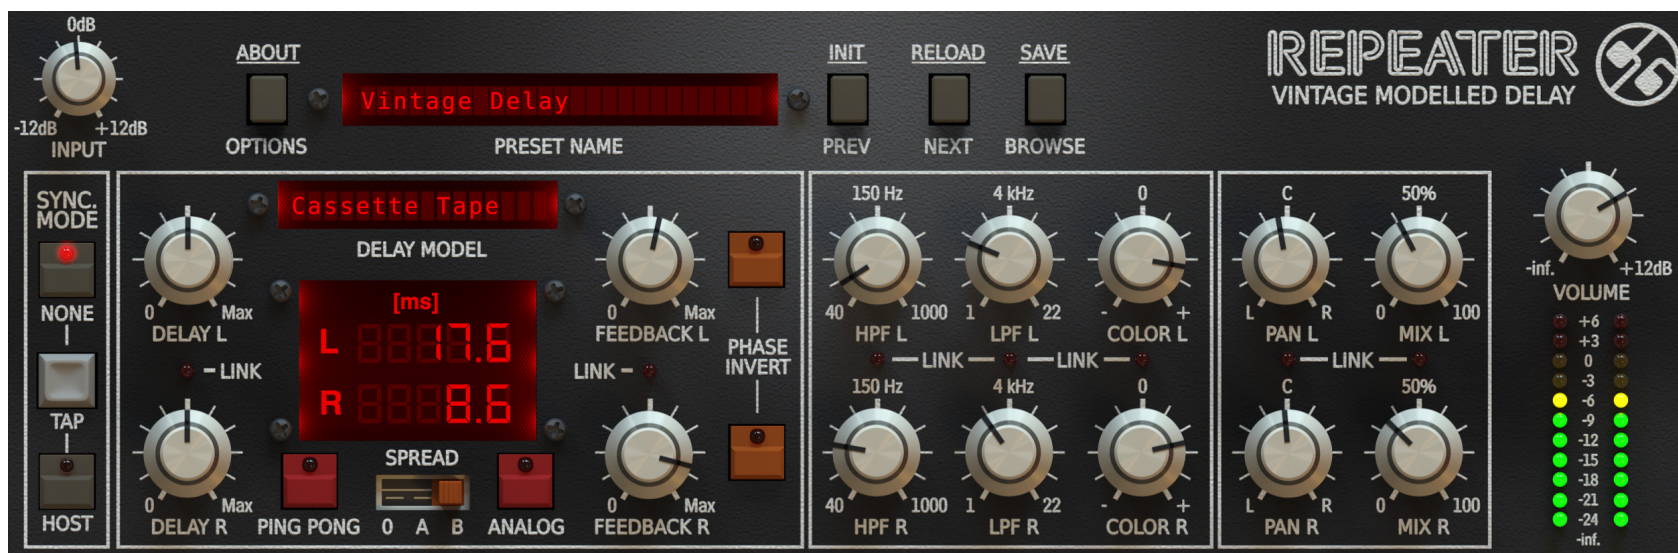 0dB
-12dB +12dB
INPUT
ABOUT
OPTIONS
Vintage Delay
PRESET NAME
INIT
PREV
RELOAD
NEXT
SAVE
BROWSE
REPEATER
VINTAGE MODELLED DELAY
SYNC.
MODE
NONE
TAP
HOST
0 Max
DELAY L
LINK
0 Max
DELAY R
Cassette Tape
DELAY MODEL
[ms]
L 17.6
R 8.6
PING PONG
SPREAD
0 A B
ANALOG
0 Max
FEEDBACK L
LINK
0 Max
FEEDBACK R
PHASE
INVERT
150 Hz 4 kHz 0
40 1000 1 22 - +
HPF L LPF L COLOR L
LINK LINK
150 Hz 4 kHz 0
40 1000 1 22 - +
HPF R LPF R COLOR R
C 50%
L R 0 100
PAN L MIX L
LINK
C 50%
L R 0 100
PAN R MIX R
-inf. +12dB
VOLUME
+6
+3
0
-3
-6
-9
-12
-15
-18
-21
-24
-inf.